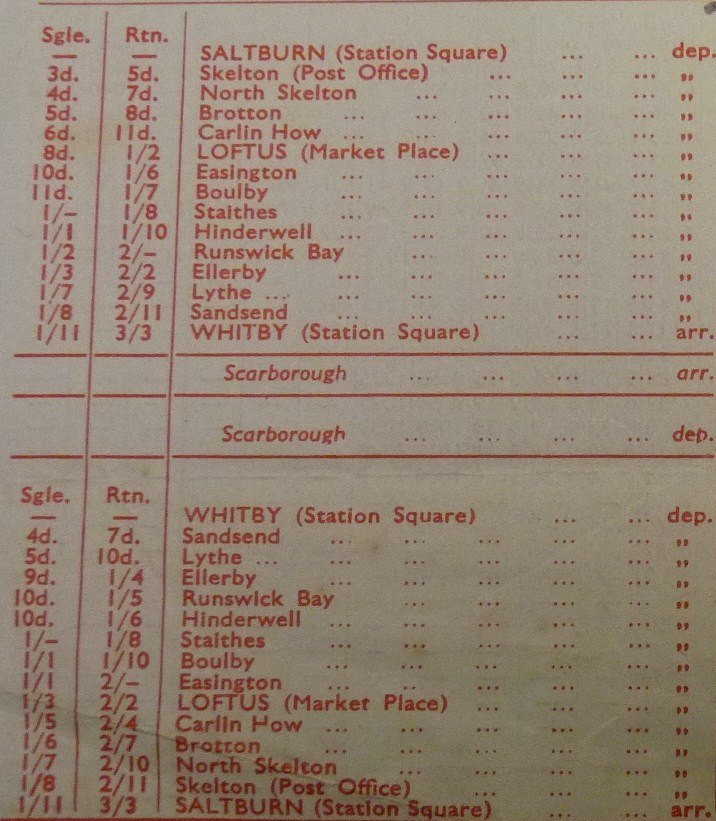 Sgle. Rtn.
— — SALTBURN (Station Square) ... ... dep.
3d. 5d. Skelton (Post Office) ... ... ... „
4d. 7d. North Skelton ... ... ... ... „
5d. 8d. Brotton ... ... ... ... ... „
6d. 11d. Carlin How ... ... ... ... ... „
8d. 1/2 LOFTUS (Market Place) ... ... ... „
10d. 1/6 Easington ... ... ... ... ... „
11d. 1/7 Boulby ... ... ... ... ... „
1/- 1/8 Staithes ... ... ... ... ... „
1/1 1/10 Hinderwell ... ... ... ... ... „
1/2 2/- Runswick Bay ... ... ... ... „
1/3 2/2 Ellerby ... ... ... ... ... „
1/7 2/9 Lythe ... ... ... ... ... ... „
1/8 2/11 Sandsend ... ... ... ... ... „
1/11 3/3 WHITBY (Station Square) ... ... arr.
Scarborough ... ... ... ... arr.
Scarborough ... ... ... ... dep.
Sgle. Rtn.
— — WHITBY (Station Square) ... ... dep.
4d. 7d. Sandsend ... ... ... ... ... „
5d. 10d. Lythe ... ... ... ... ... ... „
9d. 1/4 Ellerby ... ... ... ... ... „
10d. 1/5 Runswick Bay ... ... ... ... „
10d. 1/6 Hinderwell ... ... ... ... ... „
1/- 1/8 Staithes ... ... ... ... ... „
1/1 1/10 Boulby ... ... ... ... ... „
1/1 2/- Easington ... ... ... ... ... „
1/3 2/2 LOFTUS (Market Place) ... ... ... „
1/5 2/4 Carlin How ... ... ... ... ... „
1/6 2/7 Brotton ... ... ... ... ... „
1/7 2/10 North Skelton ... ... ... ... „
1/8 2/11 Skelton (Post Office) ... ... ... „
1/11 3/3 SALTBURN (Station Square) ... ... arr.